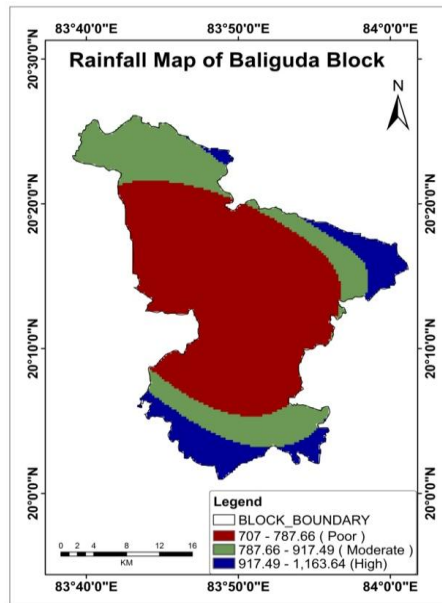 83°40'0"E 83°50'0"E 84°0'0"E
Rainfall Map of Baliguda Block
N
20°30'0"N
20°30'0"N
20°20'0"N
20°20'0"N
20°10'0"N
20°10'0"N
20°0'0"N
20°0'0"N
Legend
BLOCK_BOUNDARY
707 - 787.66 ( Poor )
787.66 - 917.49 ( Moderate )
917.49 - 1,163.64 (High)
0 2 4 8 12 16
KM
83°40'0"E 83°50'0"E 84°0'0"E